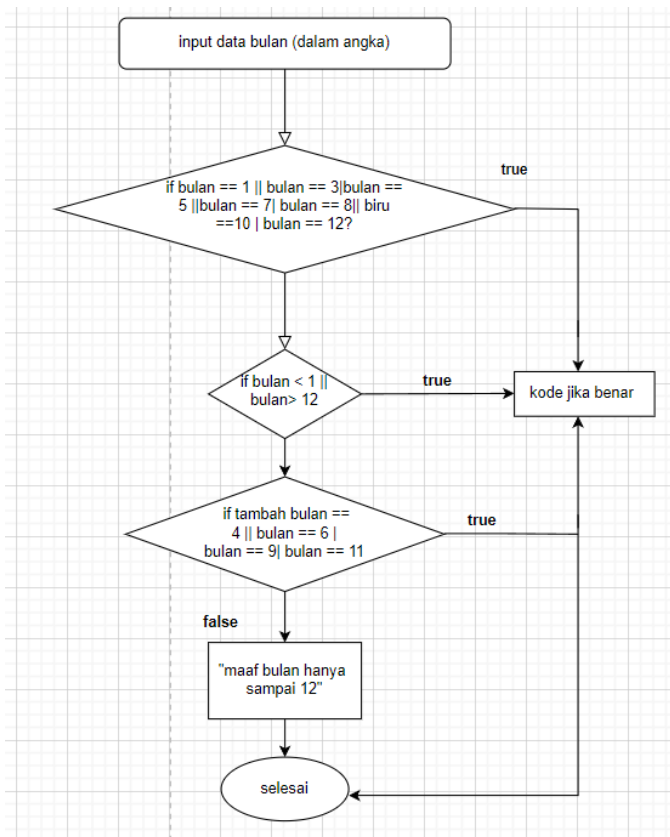 input data bulan (dalam angka)
true
if bulan == 1 || bulan == 3|bulan ==
5 ||bulan == 7| bulan == 8|| biru
==10 | bulan == 12?
if bulan < 1 ||
bulan> 12
true
kode jika benar
if tambah bulan ==
4 || bulan == 6 |
bulan == 9| bulan == 11
true
false
"maaf bulan hanya
sampai 12"
selesai